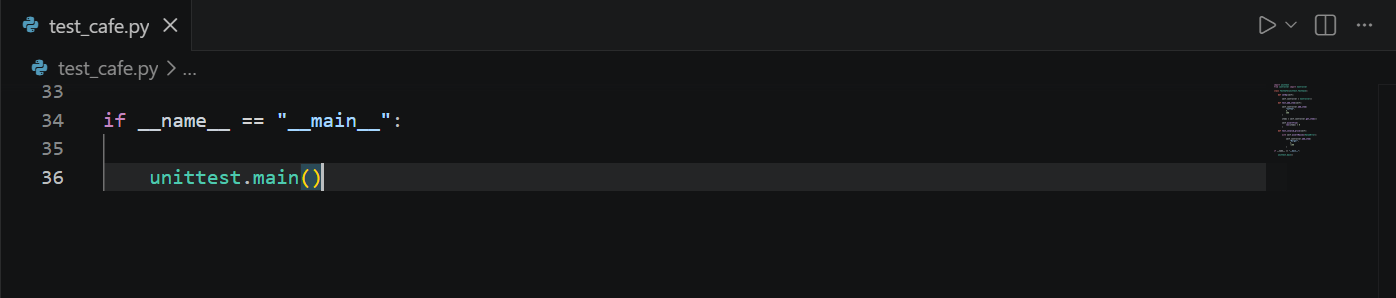 test_cafe.py
test_cafe.py > ...
33
34 if __name__ == "__main__":
35
36 unittest.main()